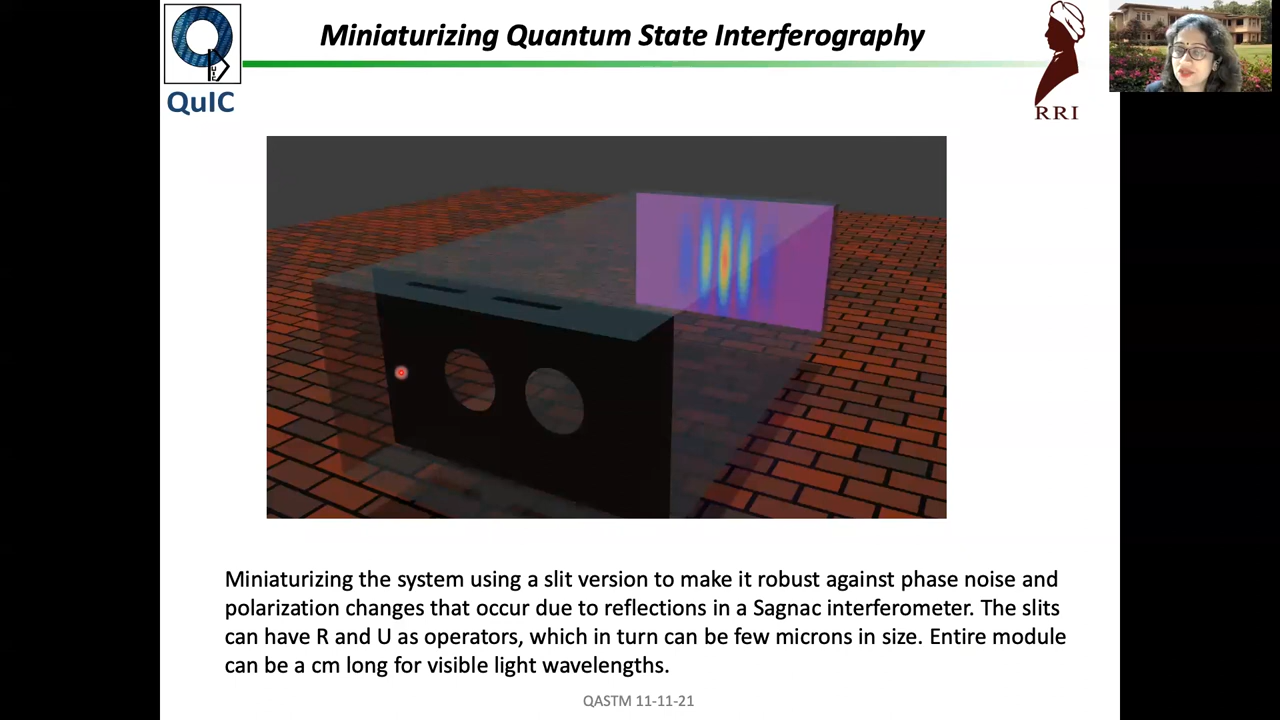 Miniaturizing Quantum State Interferography
QuIC
RRI
Miniaturizing the system using a slit version to make it robust against phase noise and
polarization changes that occur due to reflections in a Sagnac interferometer. The slits
can have R and U as operators, which in turn can be few microns in size. Entire module
can be a cm long for visible light wavelengths.
QASTM 11-11-21